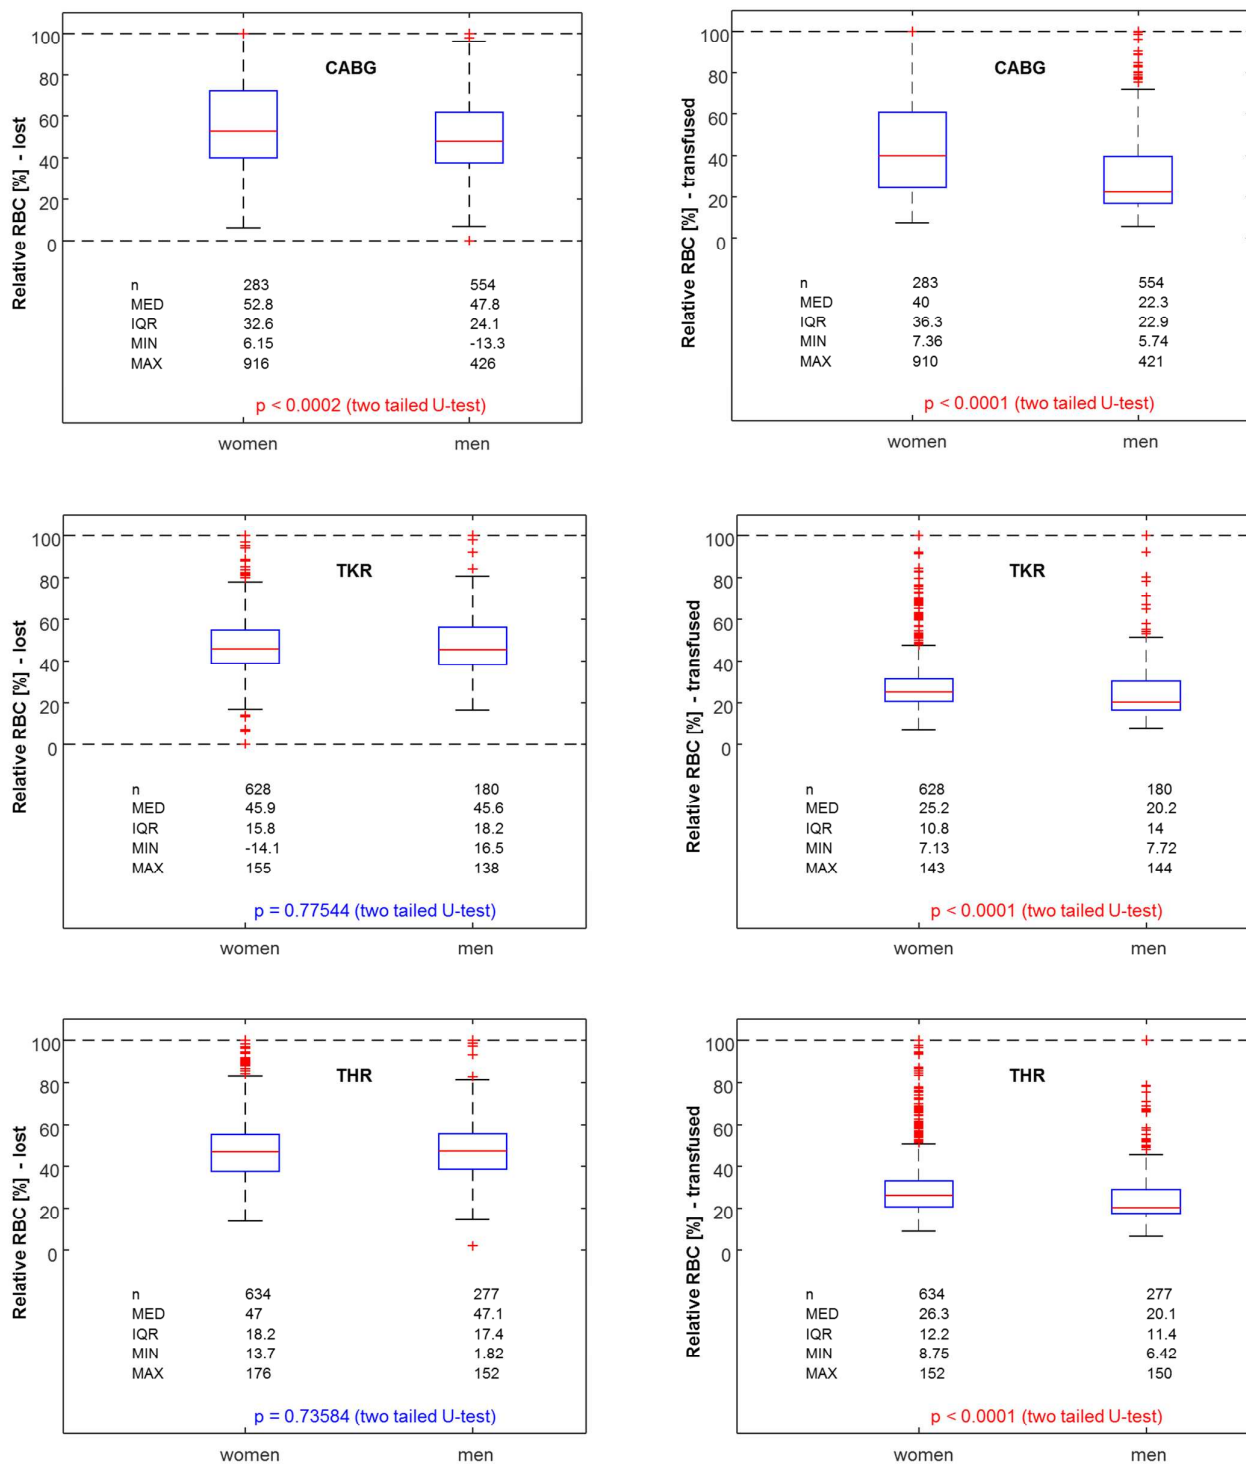 CABG
Relative RBC [%] - lost
100
80
60
40
20
0
n 283 554
MED 52.8 47.8
IQR 32.6 24.1
MIN 6.15 -13.3
MAX 916 426
p < 0.0002 (two tailed U-test)
women men
CABG
Relative RBC [%] - transfused
100
80
60
40
20
0
n 283 554
MED 40 22.3
IQR 36.3 22.9
MIN 7.36 5.74
MAX 910 421
p < 0.0001 (two tailed U-test)
women men
TKR
Relative RBC [%] - lost
100
80
60
40
20
0
n 628 180
MED 45.9 45.6
IQR 15.8 18.2
MIN -14.1 16.5
MAX 155 138
p = 0.77544 (two tailed U-test)
women men
TKR
Relative RBC [%] - transfused
100
80
60
40
20
0
n 628 180
MED 25.2 20.2
IQR 10.8 14
MIN 7.13 7.72
MAX 143 144
p < 0.0001 (two tailed U-test)
women men
THR
Relative RBC [%] - lost
100
80
60
40
20
0
n 634 277
MED 47 47.1
IQR 18.2 17.4
MIN 13.7 1.82
MAX 176 152
p = 0.73584 (two tailed U-test)
women men
THR
Relative RBC [%] - transfused
100
80
60
40
20
0
n 634 277
MED 26.3 20.1
IQR 12.2 11.4
MIN 8.75 6.42
MAX 152 150
p < 0.0001 (two tailed U-test)
women men